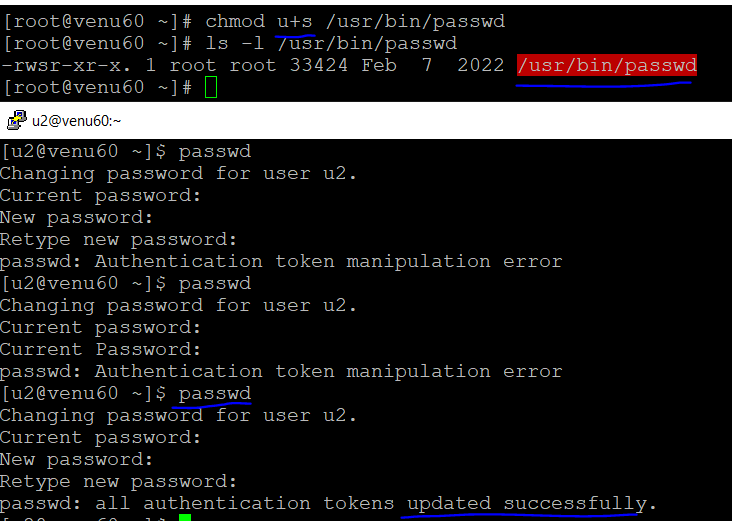 [root@venu60 ~]# chmod u+s /usr/bin/passwd
[root@venu60 ~]# ls -l /usr/bin/passwd
-rwsr-xr-x. 1 root root 33424 Feb  7  2022 /usr/bin/passwd
[root@venu60 ~]#
u2@venu60:~
[u2@venu60 ~]$ passwd
Changing password for user u2.
Current password:
New password:
Retype new password:
passwd: Authentication token manipulation error
[u2@venu60 ~]$ passwd
Changing password for user u2.
Current password:
Current Password:
passwd: Authentication token manipulation error
[u2@venu60 ~]$ passwd
Changing password for user u2.
Current password:
New password:
Retype new password:
passwd: all authentication tokens updated successfully.
[u2@venu60 ~]$